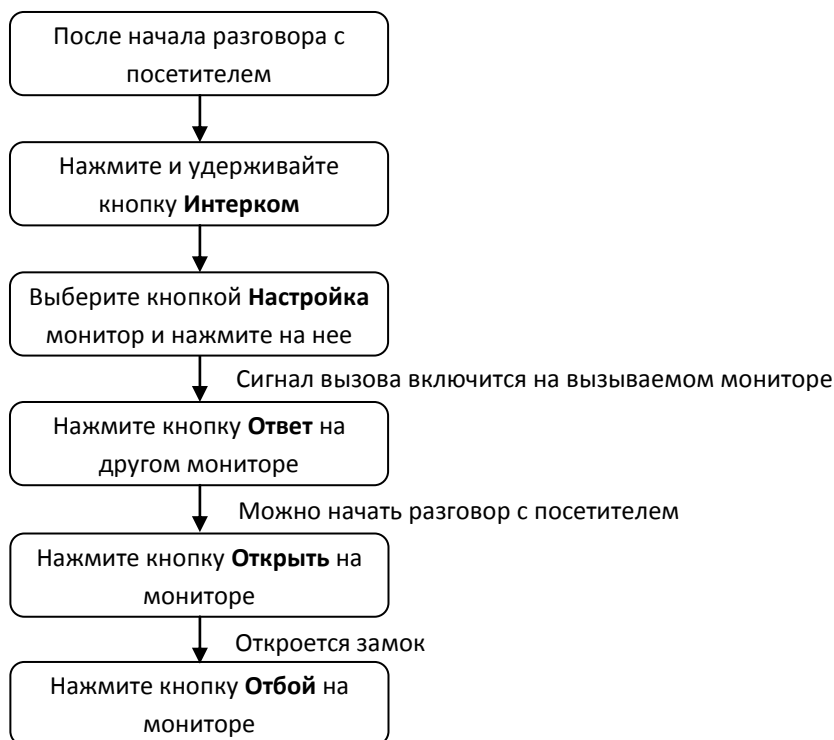 После начала разговора с
посетителем
Нажмите и удерживайте
кнопку Интерком
Выберите кнопкой Настройка
монитор и нажмите на нее
Сигнал вызова включится на вызываемом мониторе
Нажмите кнопку Ответ на
другом мониторе
Можно начать разговор с посетителем
Нажмите кнопку Открыть на
мониторе
Откроется замок
Нажмите кнопку Отбой на
мониторе